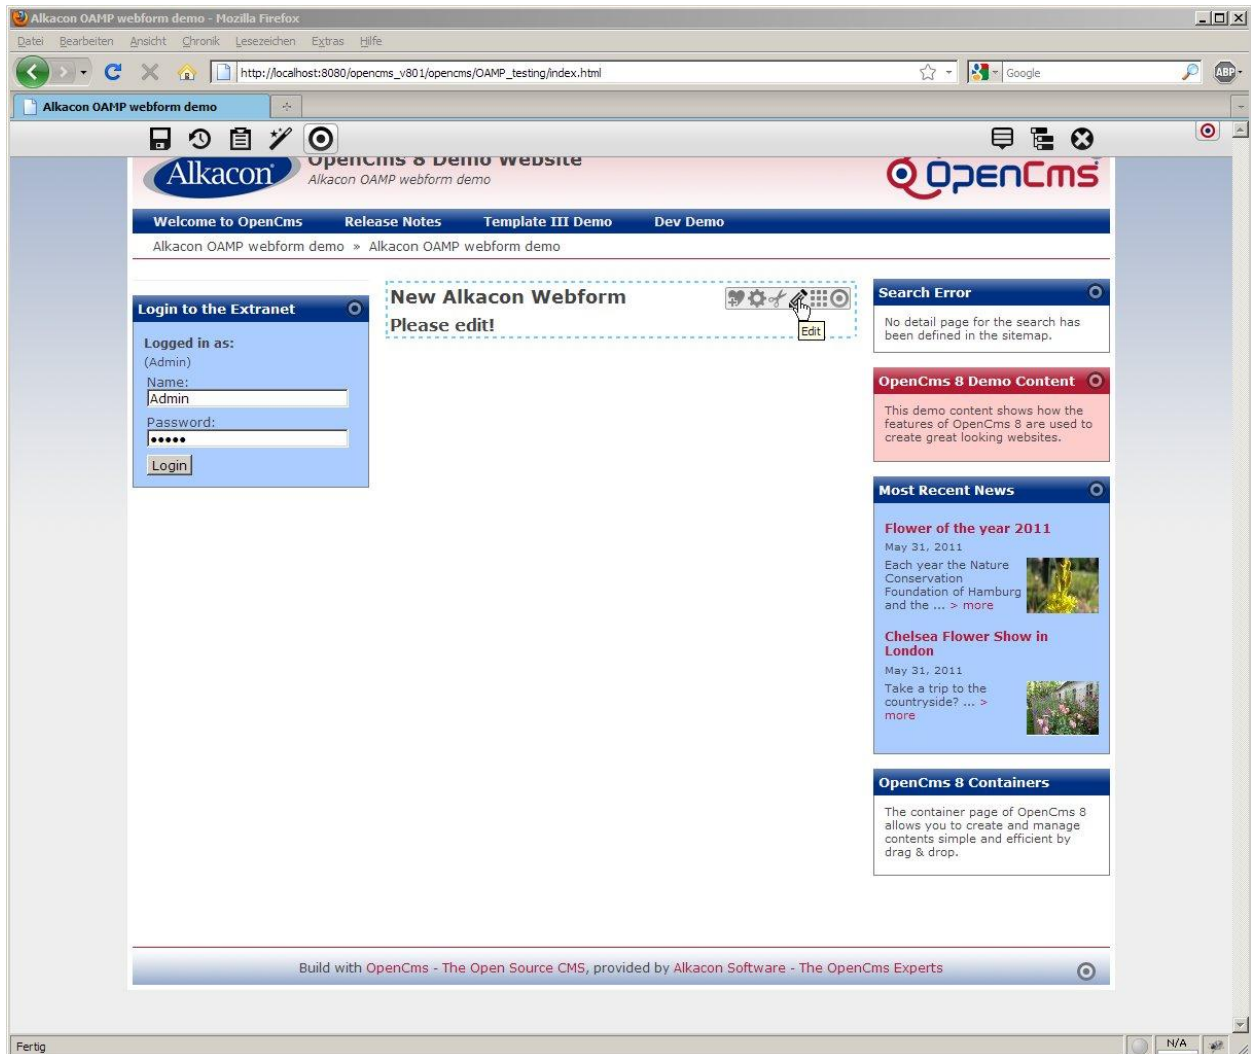 Alkacon OAMP webform demo - Mozilla Firefox
Datei Bearbeiten Ansicht Chronik Lesezeichen Extras Hilfe
http://localhost:8080/opencms_v801/opencms/OAMP_testing/index.html
Google
ABP
Alkacon OAMP webform demo
Alkacon
OpenCms 8 Demo Website
Alkacon OAMP webform demo
OpenCms
Welcome to OpenCms Release Notes Template III Demo Dev Demo
Alkacon OAMP webform demo » Alkacon OAMP webform demo
Login to the Extranet
Logged in as:
(Admin)
Name:
Admin
Password:
•••••
Login
New Alkacon Webform
Please edit!
Edit
Search Error
No detail page for the search has
been defined in the sitemap.
OpenCms 8 Demo Content
This demo content shows how the
features of OpenCms 8 are used to
create great looking websites.
Most Recent News
Flower of the year 2011
May 31, 2011
Each year the Nature
Conservation
Foundation of Hamburg
and the ... > more
Chelsea Flower Show in
London
May 31, 2011
Take a trip to the
countryside? ... >
more
OpenCms 8 Containers
The container page of OpenCms 8
allows you to create and manage
contents simple and efficient by
drag & drop.
Build with OpenCms - The Open Source CMS, provided by Alkacon Software - The OpenCms Experts
Fertig
N/A